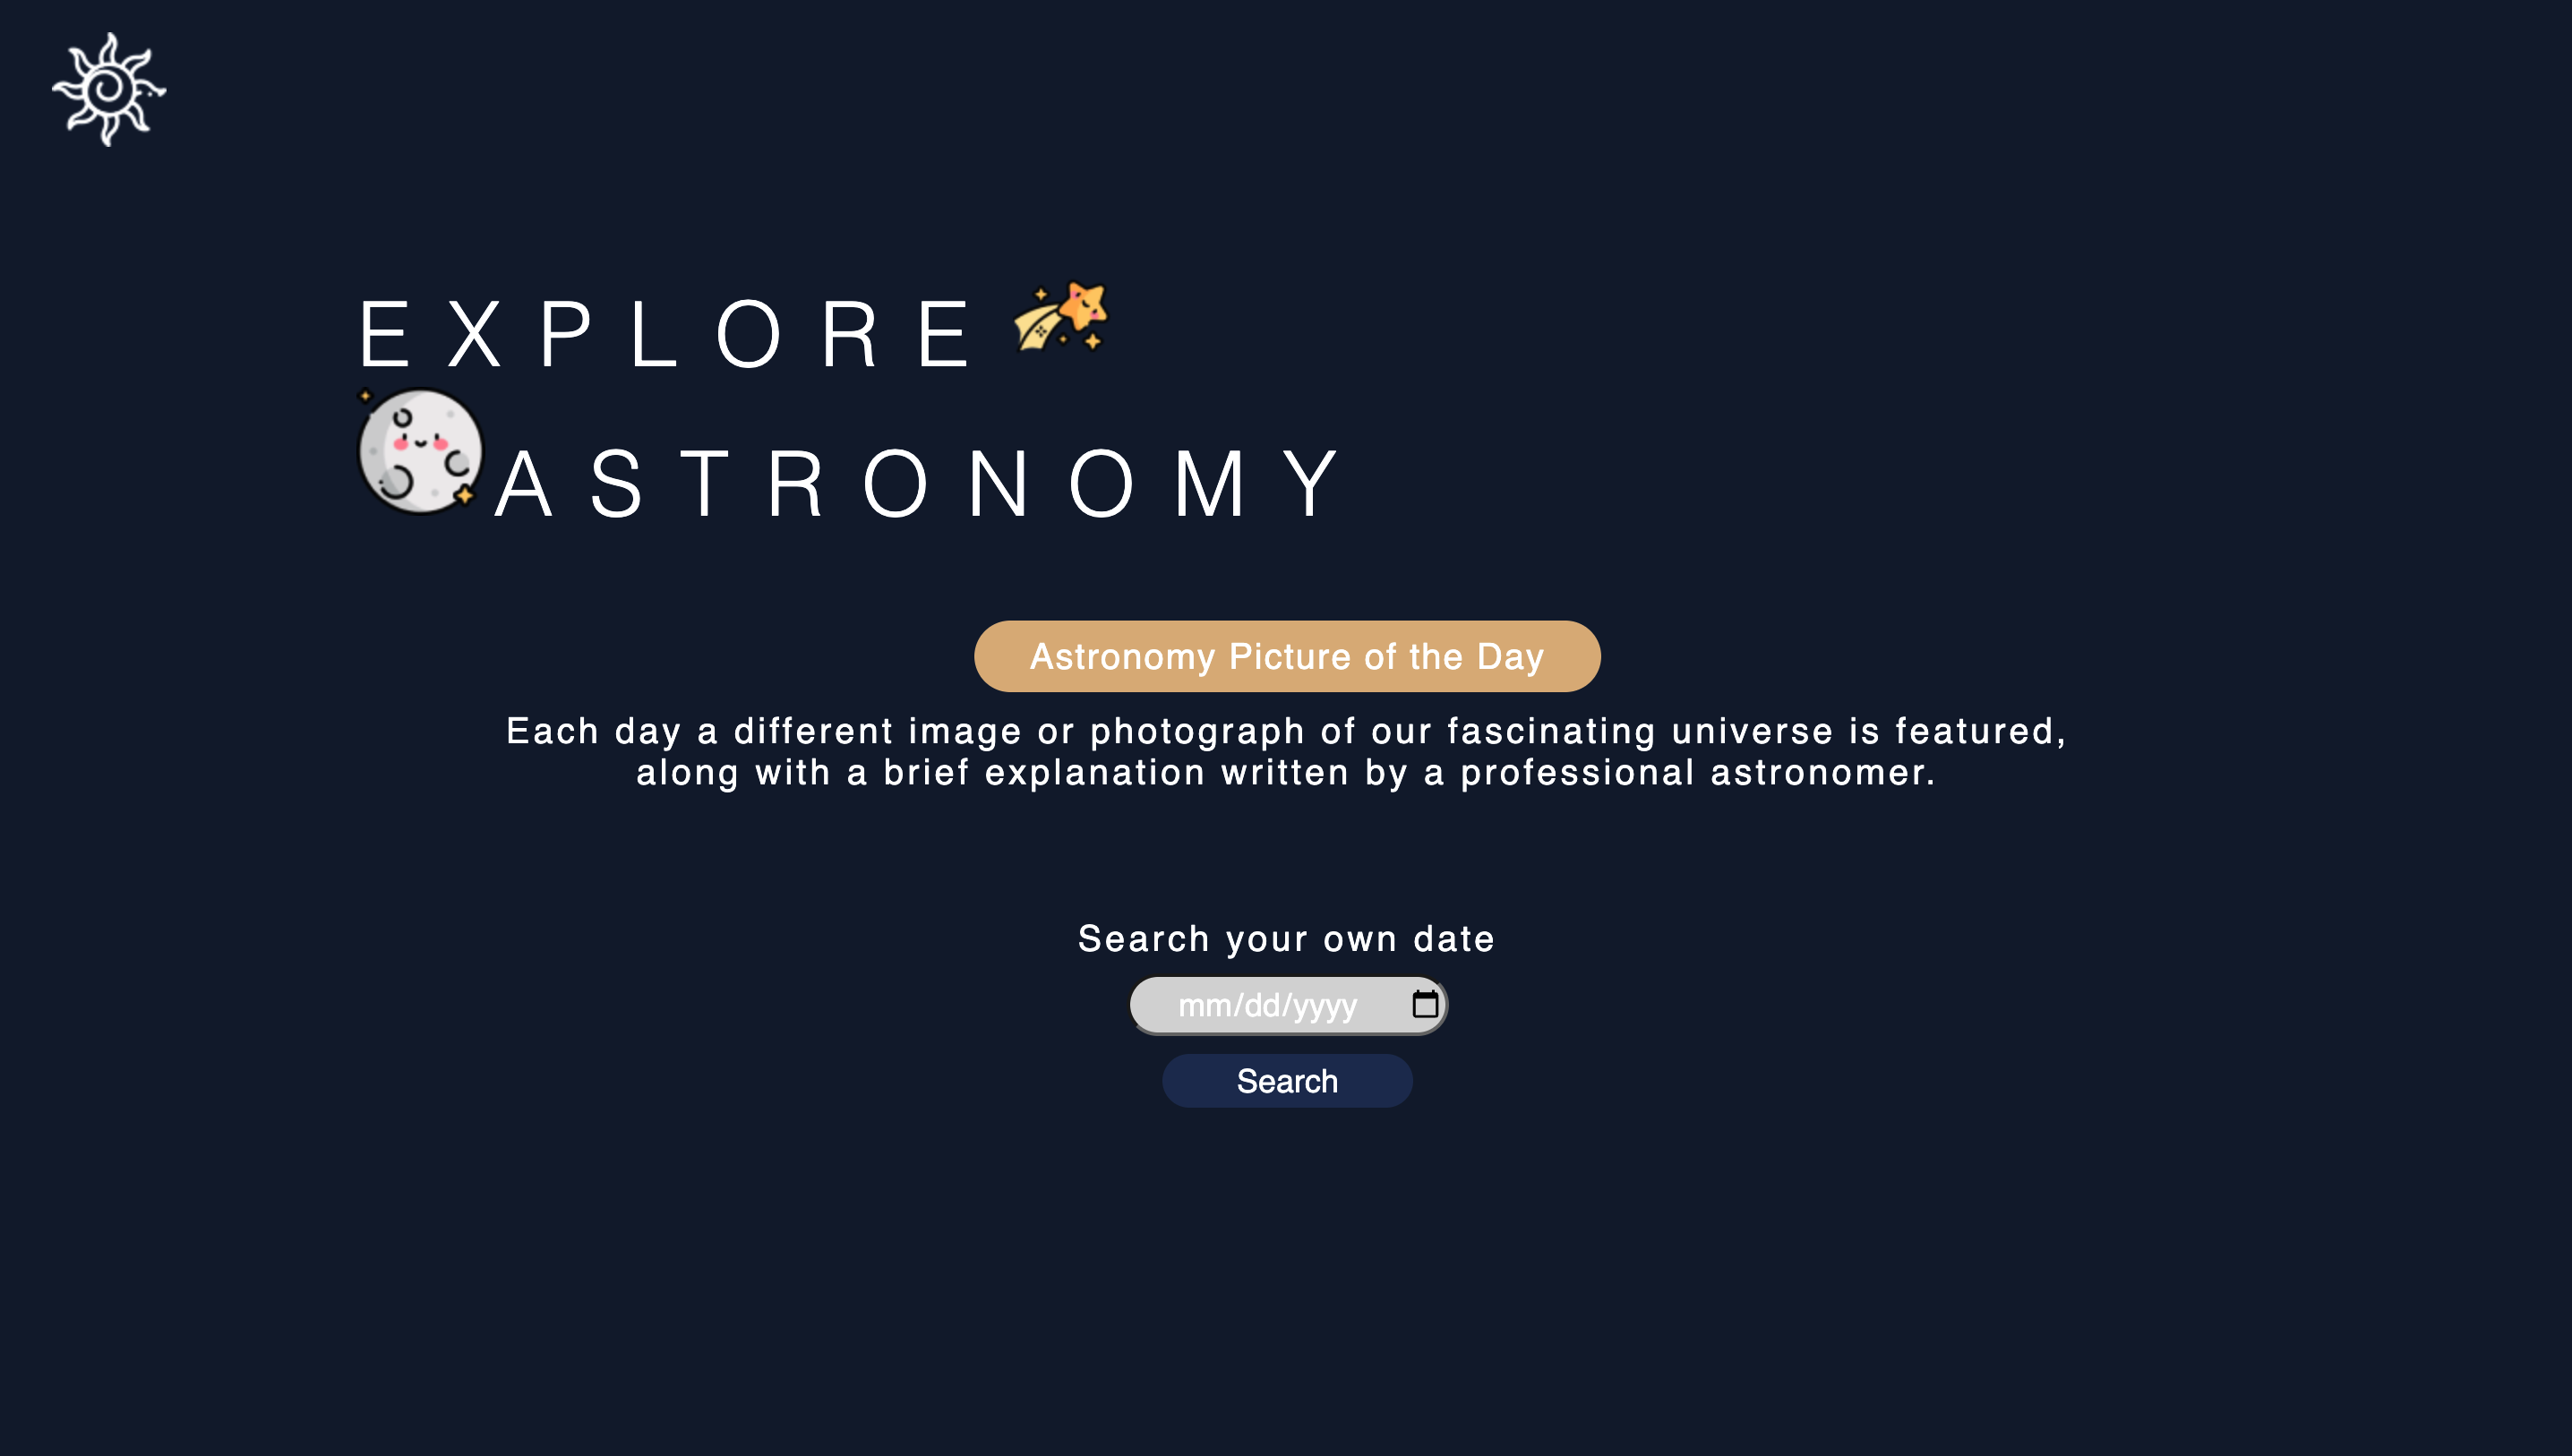 EXPLORE
ASTRONOMY
Astronomy Picture of the Day
Each day a different image or photograph of our fascinating universe is featured,
along with a brief explanation written by a professional astronomer.
Search your own date
mm/dd/yyyy
Search